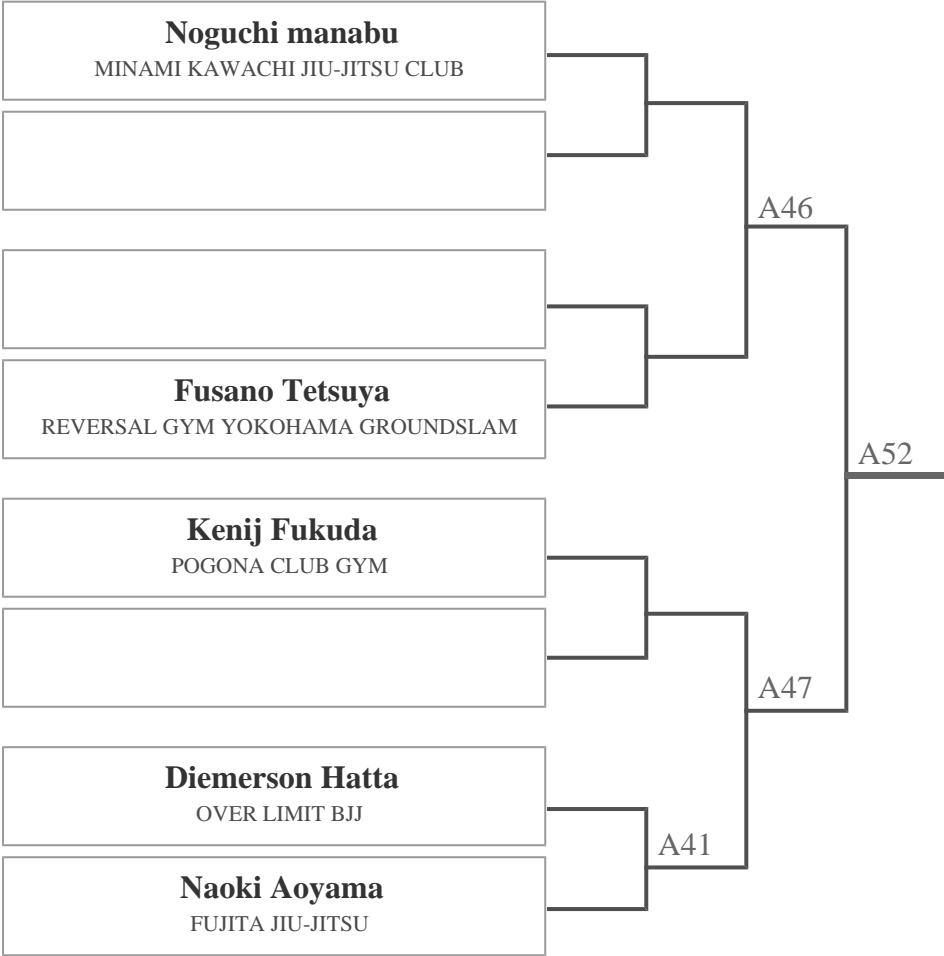 Noguchi manabu
MINAMI KAWACHI JIU-JITSU CLUB
A46
Fusano Tetsuya
REVERSAL GYM YOKOHAMA GROUNDSLAM
A52
Kenij Fukuda
POGONA CLUB GYM
A47
Diemerson Hatta
OVER LIMIT BJJ
A41
Naoki Aoyama
FUJITA JIU-JITSU